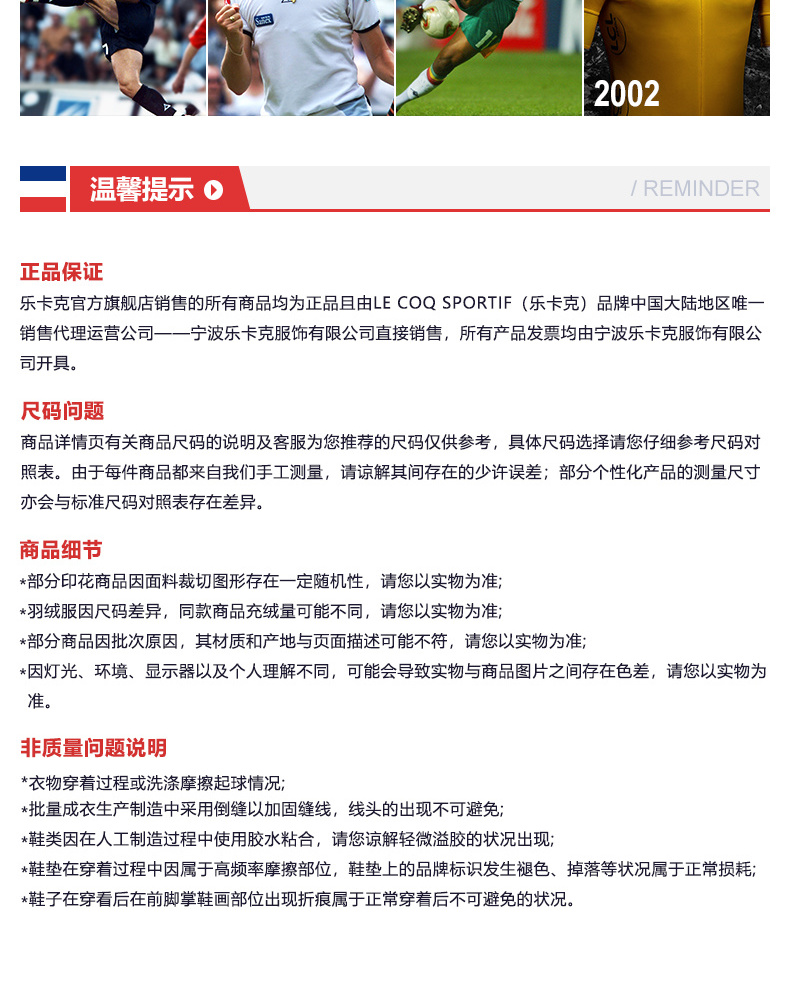 7
1
LCL
2002
温馨提示
/ REMINDER
正品保证
乐卡克官方旗舰店销售的所有商品均为正品且由LE COQ SPORTIF（乐卡克）品牌中国大陆地区唯一
销售代理运营公司——宁波乐卡克服饰有限公司直接销售，所有产品发票均由宁波乐卡克服饰有限公
司开具。
尺码问题
商品详情页有关商品尺码的说明及客服为您推荐的尺码仅供参考，具体尺码选择请您仔细参考尺码对
照表。由于每件商品都来自我们手工测量，请谅解其间存在的少许误差；部分个性化产品的测量尺寸
亦会与标准尺码对照表存在差异。
商品细节
*部分印花商品因面料裁切图形存在一定随机性，请您以实物为准;
*羽绒服因尺码差异，同款商品充绒量可能不同，请您以实物为准;
*部分商品因批次原因，其材质和产地与页面描述可能不符，请您以实物为准;
*因灯光、环境、显示器以及个人理解不同，可能会导致实物与商品图片之间存在色差，请您以实物为
准。
非质量问题说明
*衣物穿着过程或洗涤摩擦起球情况;
*批量成衣生产制造中采用倒缝以加固缝线，线头的出现不可避免;
*鞋类因在人工制造过程中使用胶水粘合，请您谅解轻微溢胶的状况出现;
*鞋垫在穿着过程中因属于高频率摩擦部位，鞋垫上的品牌标识发生褪色、掉落等状况属于正常损耗;
*鞋子在穿看后在前脚掌鞋画部位出现折痕属于正常穿着后不可避免的状况。